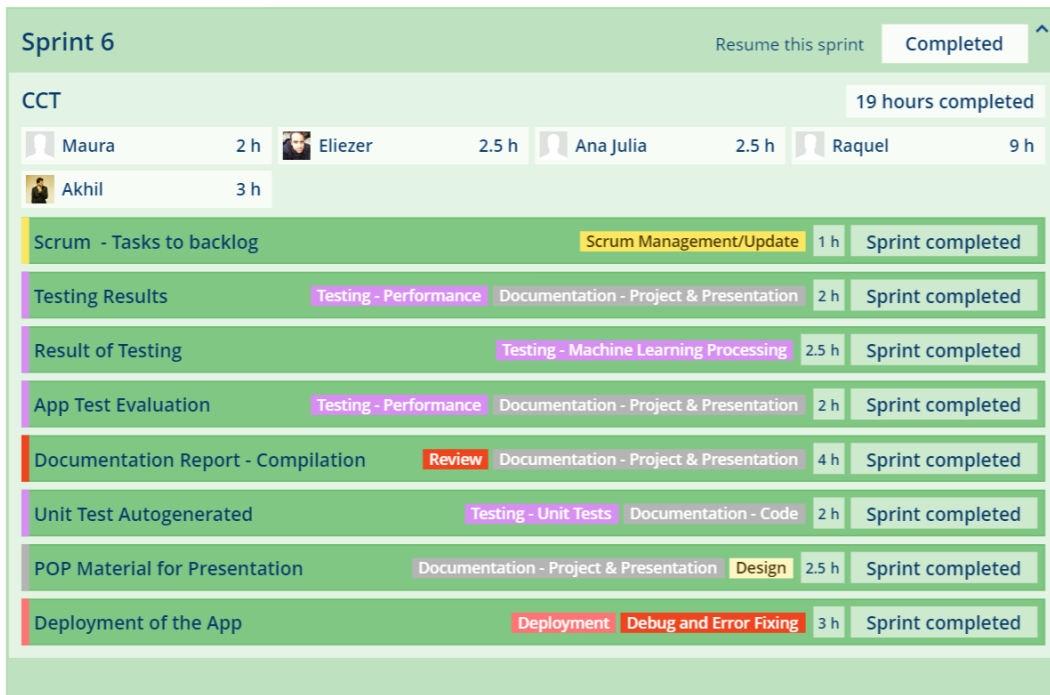 Sprint 6 Resume this sprint Completed
CCT 19 hours completed
Maura 2 h Eliezer 2.5 h Ana Julia 2.5 h Raquel 9 h
Akhil 3 h
Scrum - Tasks to backlog Scrum Management/Update 1 h Sprint completed
Testing Results Testing - Performance Documentation - Project & Presentation 2 h Sprint completed
Result of Testing Testing - Machine Learning Processing 2.5 h Sprint completed
App Test Evaluation Testing - Performance Documentation - Project & Presentation 2 h Sprint completed
Documentation Report - Compilation Review Documentation - Project & Presentation 4 h Sprint completed
Unit Test Autogenerated Testing - Unit Tests Documentation - Code 2 h Sprint completed
POP Material for Presentation Documentation - Project & Presentation Design 2.5 h Sprint completed
Deployment of the App Deployment Debug and Error Fixing 3 h Sprint completed